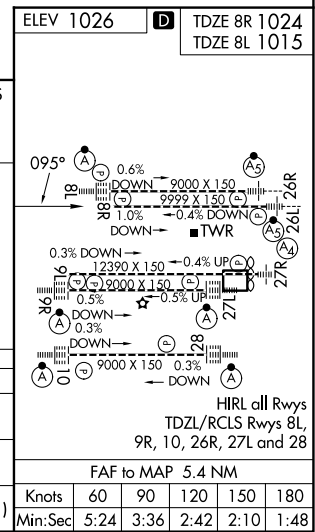 ELEV 1026
D
TDZE 8R 1024
TDZE 8L 1015
095°
A
P
0.6%
DOWN
9000 X 150
A5
8L
26R
8R
P
9999 X 150
P
26L
1.0%
0.4% DOWN
DOWN
TWR
A5
A4
0.3% DOWN
0.4% UP
P
27R
12390 X 150
9L
P
P
9000 X 150
P
9R
0.5%
0.5% UP
27L
A
DOWN
A
0.3%
DOWN
P
28
9000 X 150
0.3%
A
10
DOWN
A
HIRL all Rwys
TDZL/RCLS Rwys 8L,
9R, 10, 26R, 27L and 28
FAF to MAP 5.4 NM
Knots 60 90 120 150 180
Min:Sec 5:24 3:36 2:42 2:10 1:48
)